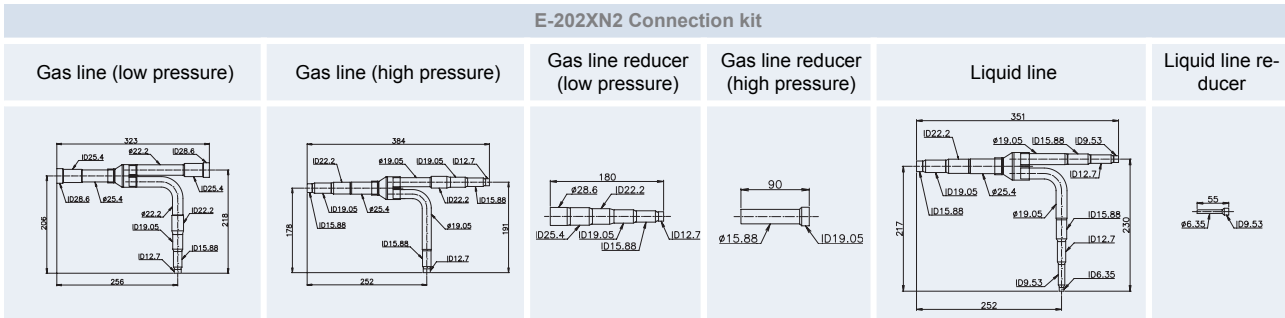 E-202XN2 Connection kit
Gas line (low pressure)
Gas line (high pressure)
Gas line reducer
(low pressure)
Gas line reducer
(high pressure)
Liquid line
Liquid line re-
ducer
323
ø22.2
ID28.6
ID25.4
ID25.4
ID28.6
ø25.4
206
218
ø22.2
ID22.2
ID19.05
ID15.88
ID12.7
256
384
ID22.2
ø19.05
ID19.05
ID12.7
ID19.05
ø25.4
ID22.2
ID15.88
ID15.88
178
191
ø19.05
ID15.88
ID12.7
252
180
ø28.6
ID22.2
ID25.4
ID19.05
ID12.7
ID15.88
90
ø15.88
ID19.05
351
ID22.2
ø19.05
ID15.88
ID9.53
ID12.7
ID19.05
ø25.4
ID15.88
217
230
ø19.05
ID15.88
ID12.7
ID9.53
ID6.35
252
55
ø6.35
ID9.53